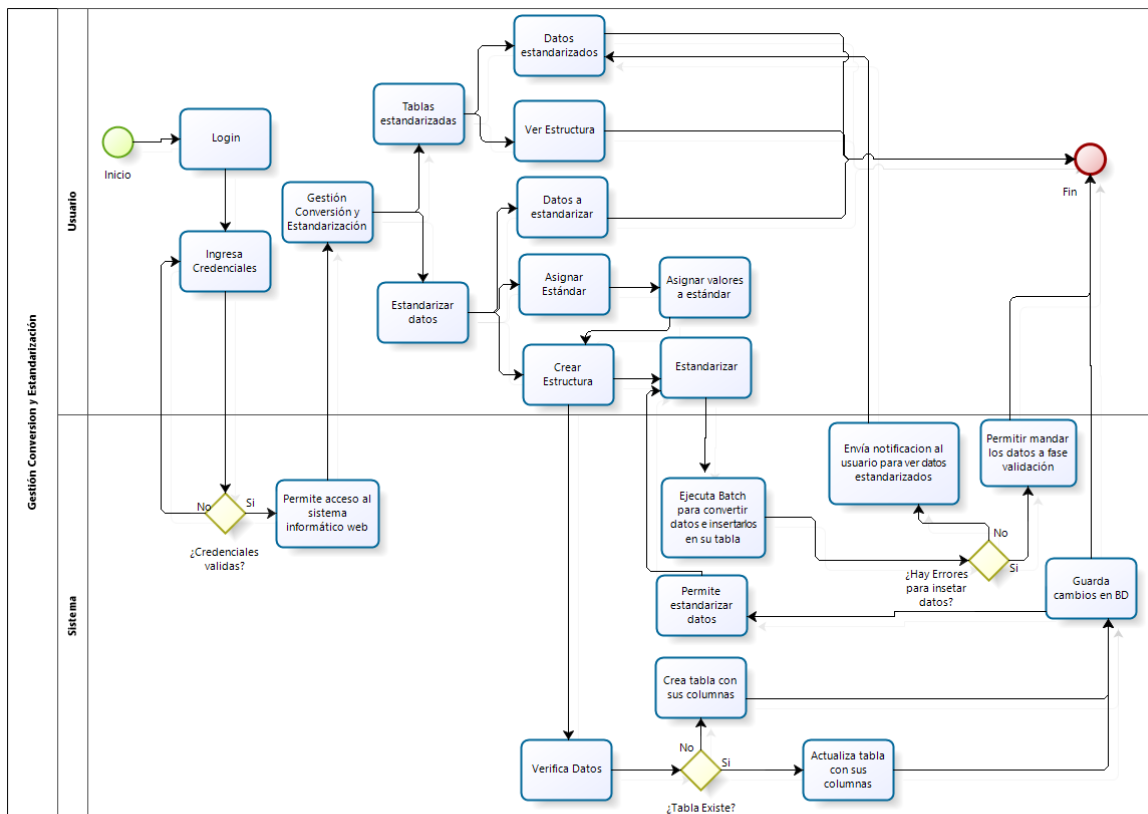 Gestión Conversion y Estandarización
Usuario
Sistema
Inicio
Login
Ingresa
Credenciales
Gestión
Conversión y
Estandarización
Tablas
estandarizadas
Estandarizar
datos
Datos
estandarizados
Ver Estructura
Datos a
estandarizar
Asignar
Estándar
Asignar valores
a estándar
Crear
Estructura
Estandarizar
Fin
No
Si
¿Credenciales
validas?
Permite acceso al
sistema
informático web
Ejecuta Batch
para convertir
datos e insertarlos
en su tabla
Envía notificacion al
usuario para ver datos
estandarizados
Permitir mandar
los datos a fase
validación
No
Si
¿Hay Errores
para insetar
datos?
Guarda
cambios en BD
Permite
estandarizar
datos
Crea tabla con
sus columnas
Verifica Datos
No
Si
¿Tabla Existe?
Actualiza tabla
con sus
columnas